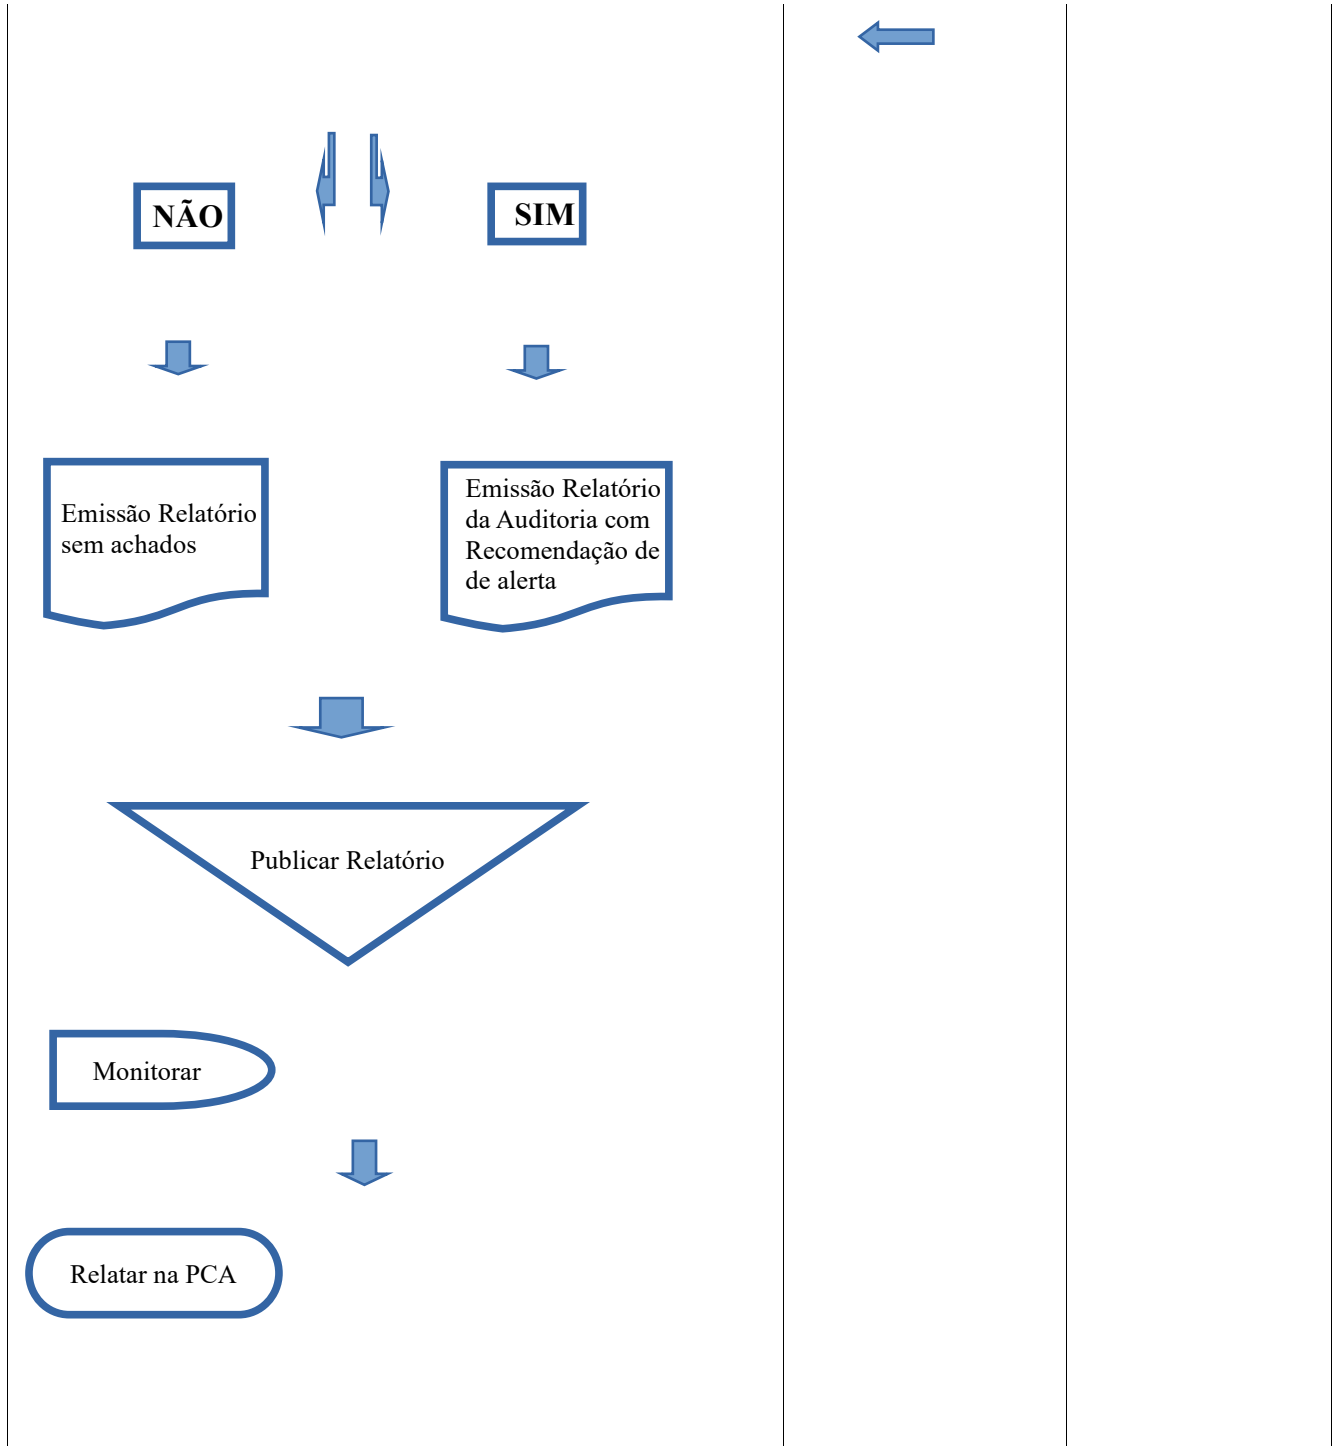 NÃO
SIM
Emissão Relatório
sem achados
Emissão Relatório
da Auditoria com
Recomendação de
de alerta
Publicar Relatório
Monitorar
Relatar na PCA